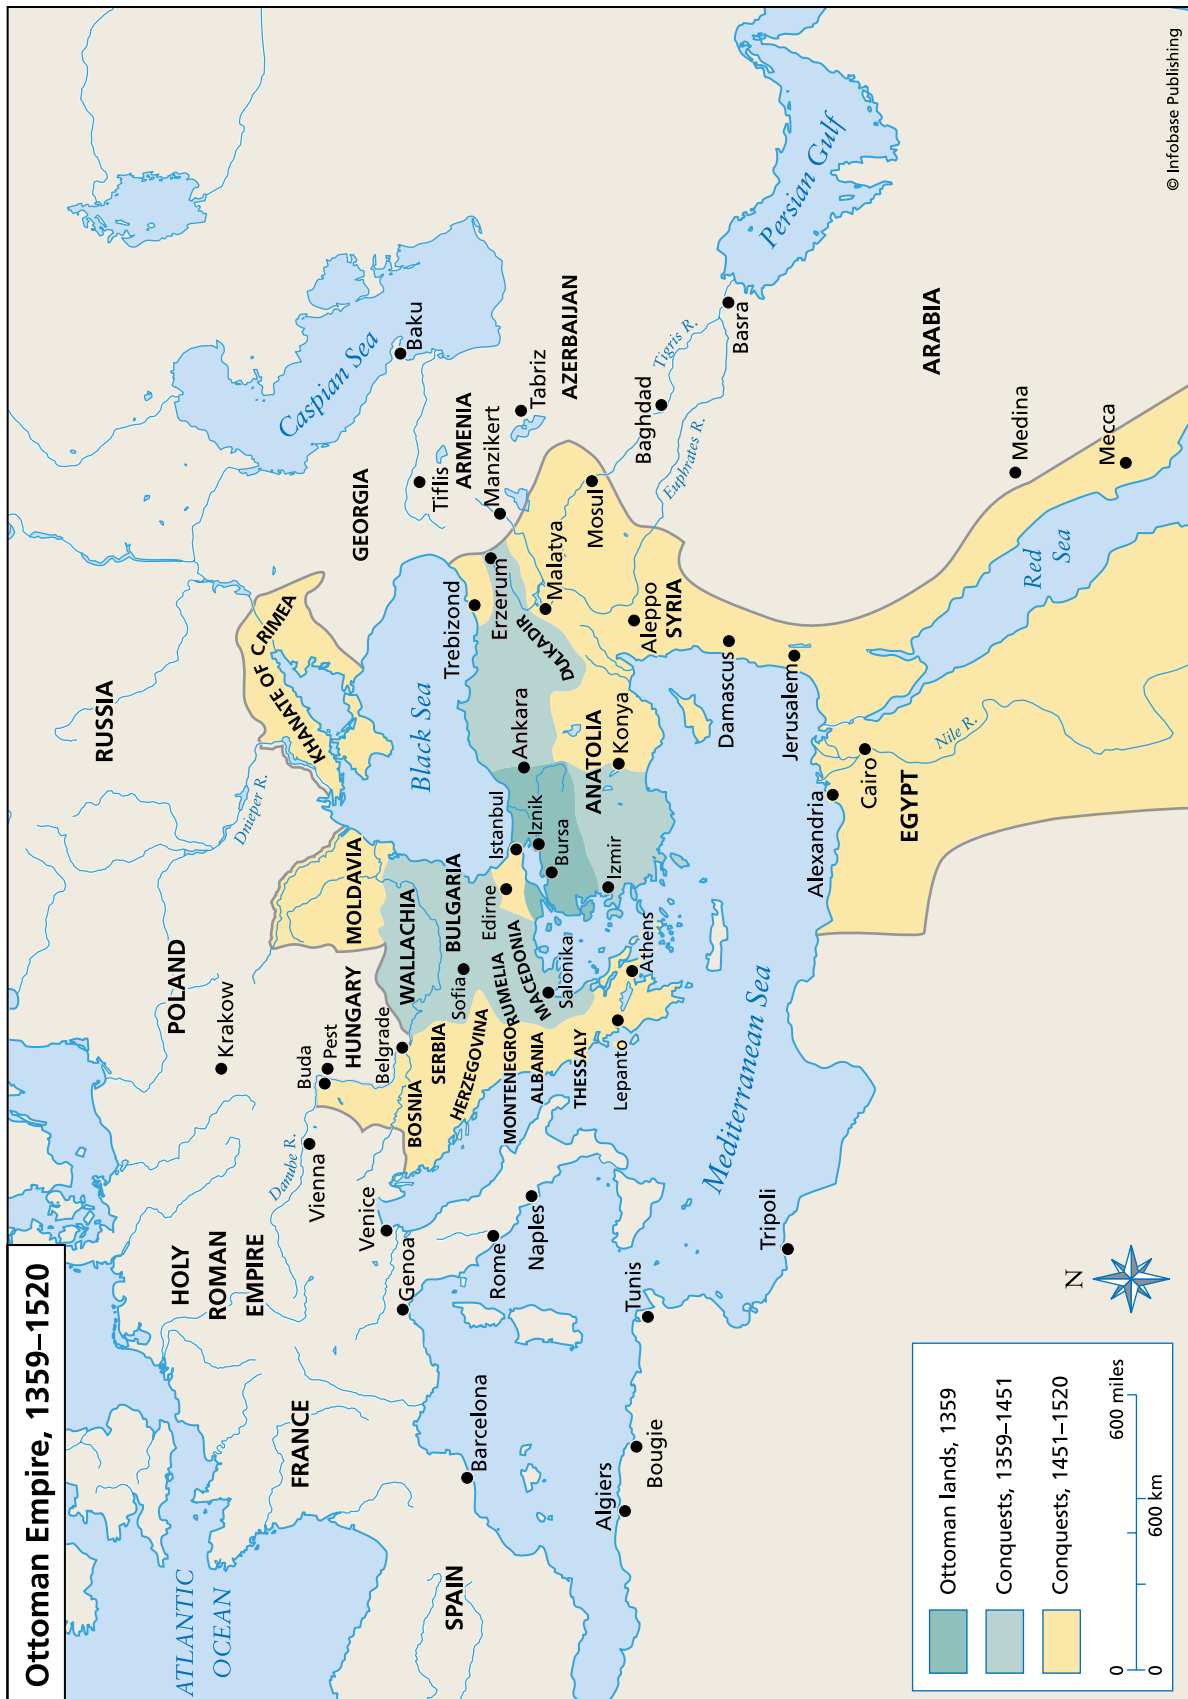 Ottoman Empire, 1359–1520
ATLANTIC
OCEAN
SPAIN
FRANCE
HOLY
ROMAN
EMPIRE
POLAND
RUSSIA
Krakow
Vienna
Danube R.
Buda
Pest
HUNGARY
Dnieper R.
KHANATE OF CRIMEA
MOLDAVIA
WALLACHIA
BULGARIA
Belgrade
SERBIA
BOSNIA
HERZEGOVINA
MONTENEGRO
ALBANIA
THESSALY
RUMELIA
MACEDONIA
Sofia
Salonika
Edirne
Istanbul
Iznik
Bursa
Izmir
Athens
Lepanto
Venice
Genoa
Rome
Naples
Barcelona
Algiers
Bougie
Tunis
Tripoli
Mediterranean Sea
Black Sea
Caspian Sea
GEORGIA
Tiflis
ARMENIA
Baku
Manzikert
Tabriz
AZERBAIJAN
Trebizond
Erzerum
Malatya
DULKADIR
Ankara
ANATOLIA
Konya
Mosul
Aleppo
SYRIA
Damascus
Jerusalem
Alexandria
Cairo
EGYPT
Nile R.
Red
Sea
Baghdad
Tigris R.
Euphrates R.
Basra
Persian Gulf
ARABIA
Medina
Mecca
N
Ottoman lands, 1359
Conquests, 1359–1451
Conquests, 1451–1520
0 600 miles
0 600 km
© Infobase Publishing